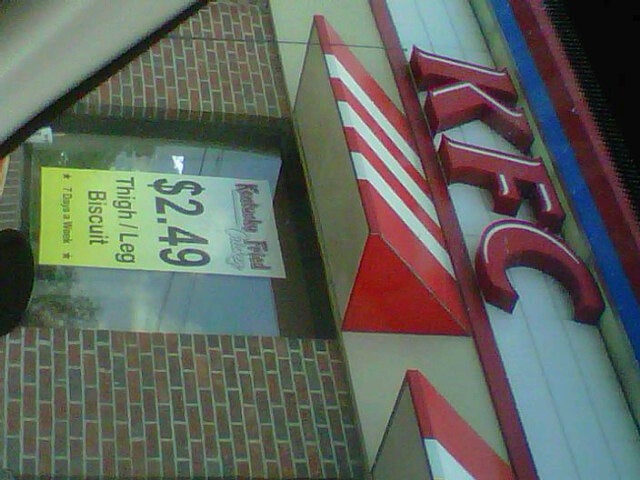 KFC
Kentucky Fried
$2.49
Thigh / Leg
Biscuit
* 7 Days a Week *